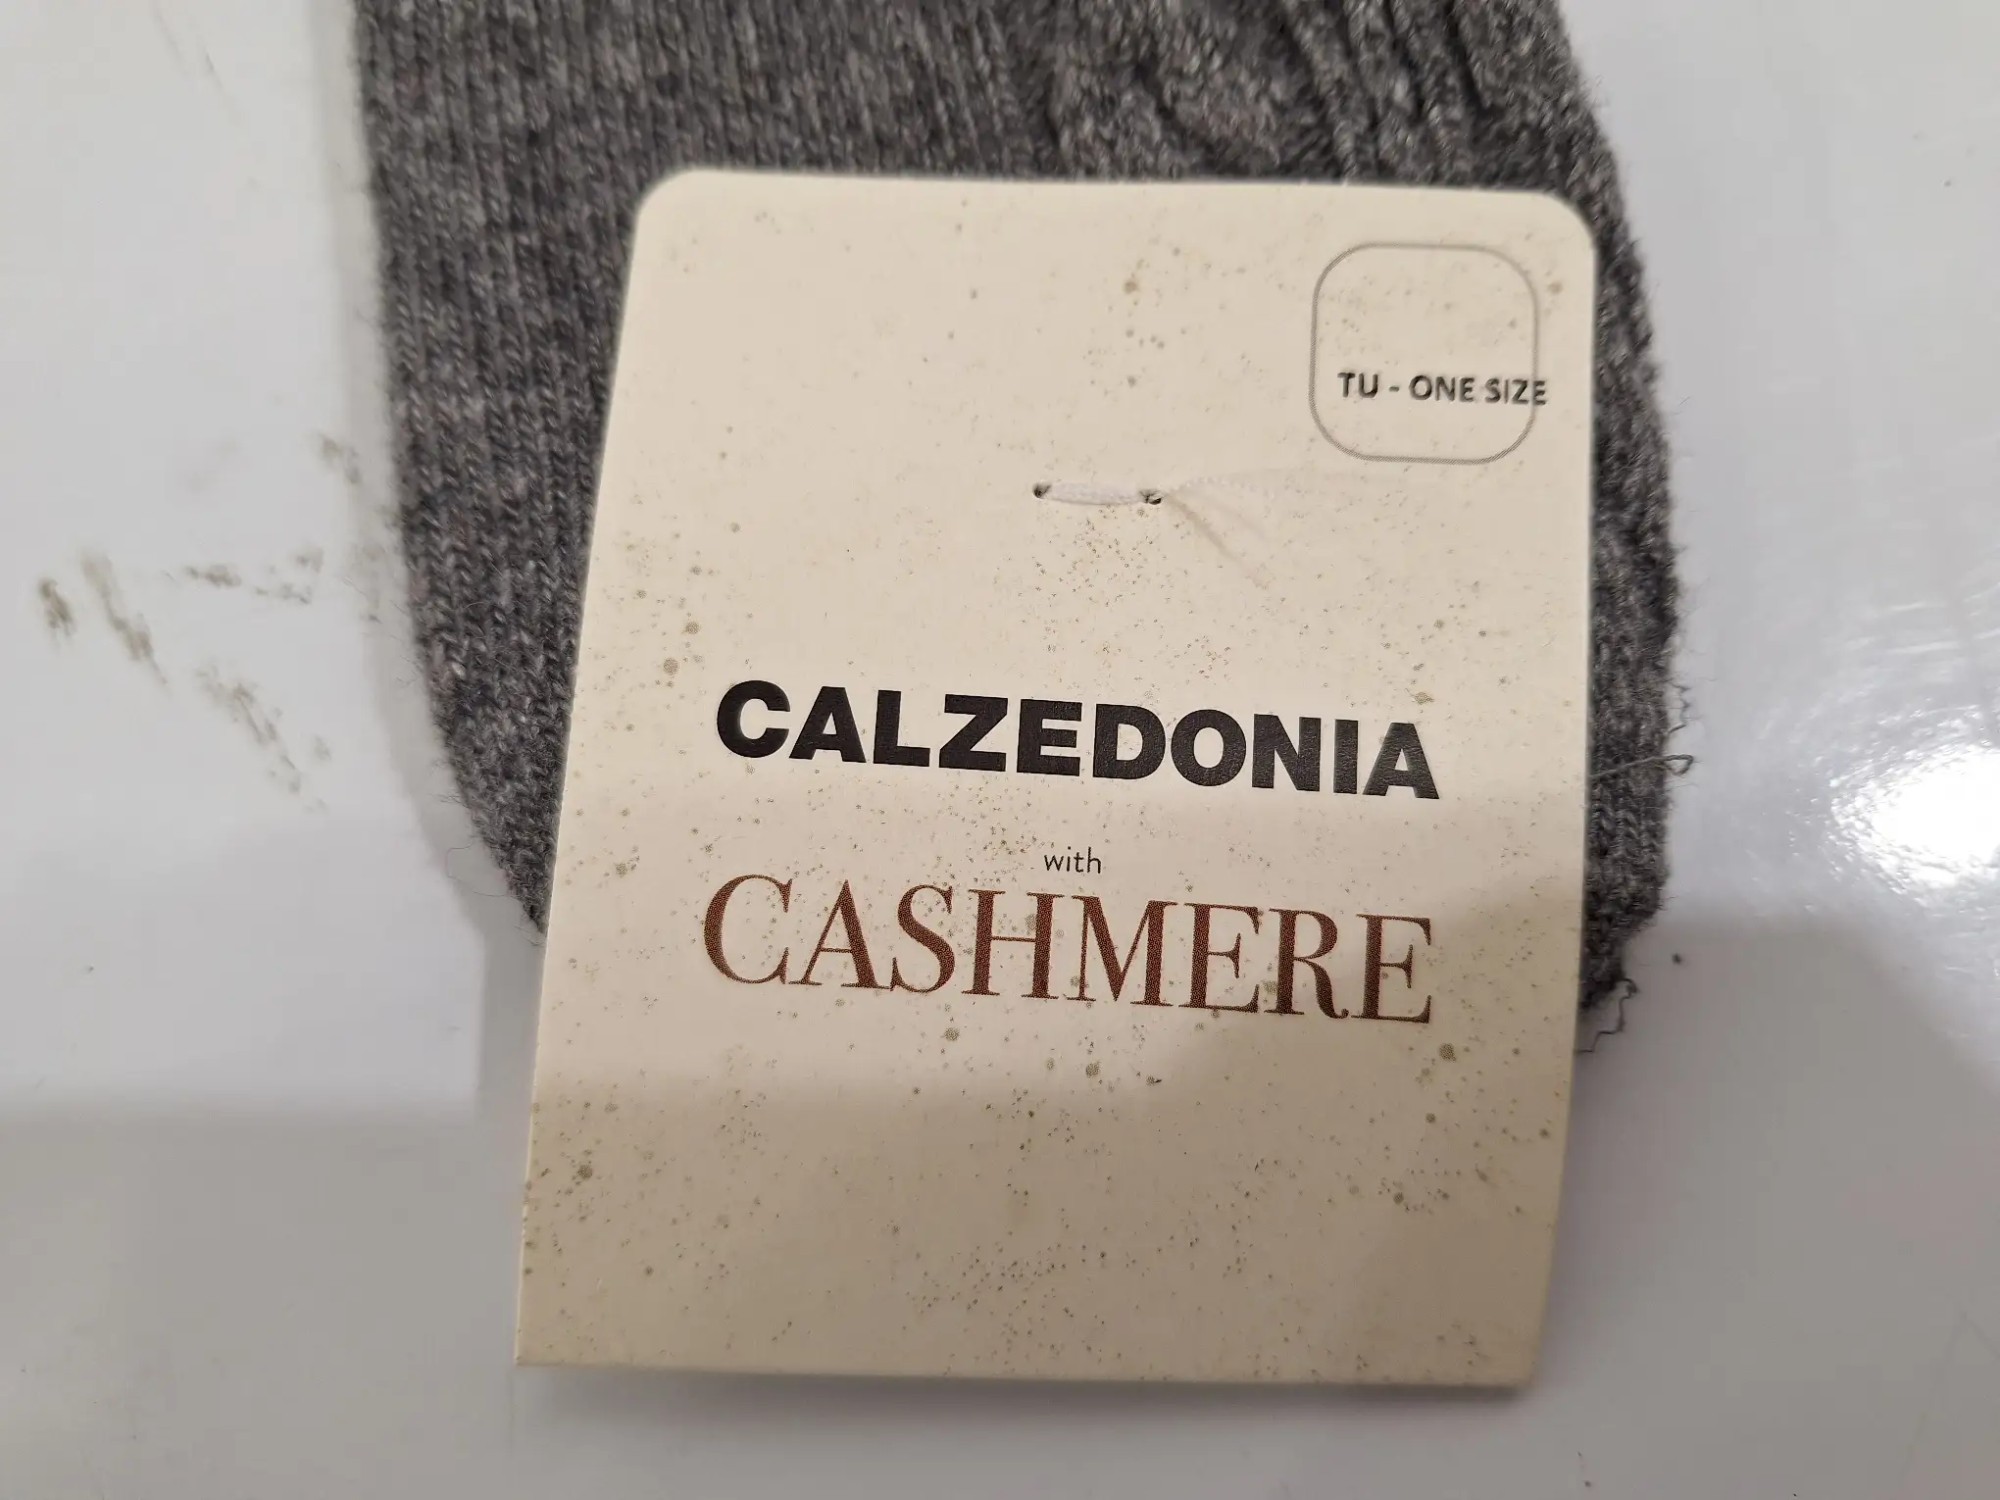 TU - ONE SIZE
CALZEDONIA
with
CASHMERE